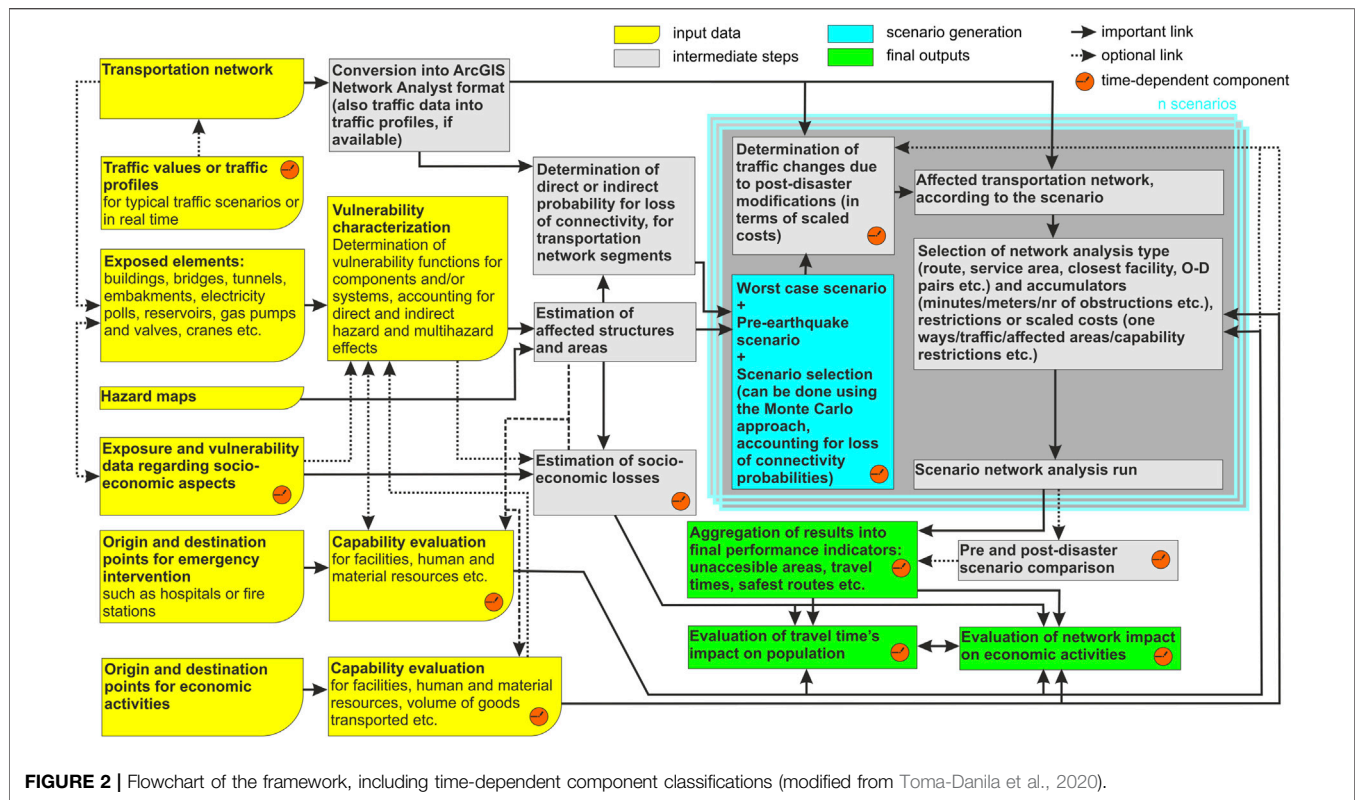 input data
intermediate steps
scenario generation
final outputs
important link
optional link
time-dependent component
n scenarios
Transportation network
Conversion into ArcGIS
Network Analyst format
(also traffic data into
traffic profiles, if
available)
Traffic values or traffic
profiles
for typical traffic scenarios or
in real time
Exposed elements:
buildings, bridges, tunnels,
embakments, electricity
polls, reservoirs, gas pumps
and valves, cranes etc.
Vulnerability
characterization
Determination of
vulnerability functions for
components and/or
systems, accounting for
direct and indirect
hazard and multihazard
effects
Hazard maps
Exposure and vulnerability
data regarding socio-
economic aspects
Origin and destination
points for emergency
intervention
such as hospitals or fire
stations
Capability evaluation
for facilities, human and
material resources etc.
Origin and destination
points for economic
activities
Capability evaluation
for facilities, human and material
resources, volume of goods
transported etc.
Determination of
direct or indirect
probability for loss
of connectivity, for
transportation
network segments
Estimation of
affected structures
and areas
Estimation of socio-
economic losses
Determination of
traffic changes due
to post-disaster
modifications (in
terms of scaled
costs)
Worst case scenario
+
Pre-earthquake
scenario
+
Scenario selection
(can be done using
the Monte Carlo
approach,
accounting for loss
of connectivity
probabilities)
Affected transportation network,
according to the scenario
Selection of network analysis type
(route, service area, closest facility, O-D
pairs etc.) and accumulators
(minutes/meters/nr of obstructions etc.),
restrictions or scaled costs (one
ways/traffic/affected areas/capability
restrictions etc.)
Scenario network analysis run
Aggregation of results into
final performance indicators:
unaccesible areas, travel
times, safest routes etc.
Pre and post-disaster
scenario comparison
Evaluation of travel time's
impact on population
Evaluation of network impact
on economic activities
FIGURE 2 | Flowchart of the framework, including time-dependent component classifications (modified from Toma-Danila et al., 2020).